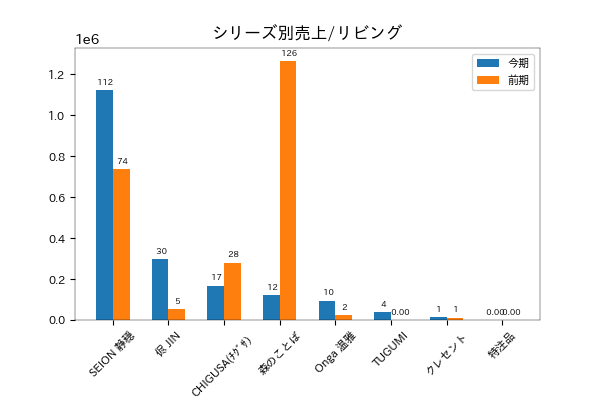 シリーズ別売上/リビング
1e6
今期
前期
1.2
1.0
0.8
0.6
0.4
0.2
0.0
112
74
30
5
17
28
12
126
10
2
4
0.00
1
1
0.00
0.00
SEION 静穏
侭 JIN
CHIGUSA(ﾁｸﾞｻ)
森のことば
Onga 温雅
TUGUMI
クレセント
特注品